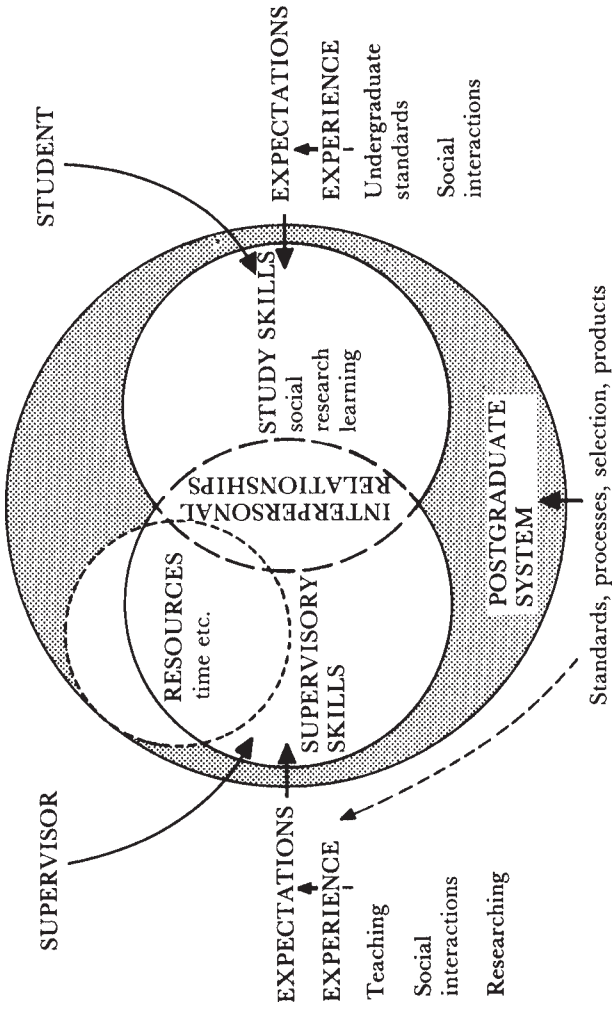 SUPERVISOR
STUDENT
EXPECTATIONS
EXPERIENCE
Teaching
Social
interactions
Researching
RESOURCES
time etc.
SUPERVISORY
SKILLS
INTERPERSONAL
RELATIONSHIPS
STUDY SKILLS
social
research
learning
EXPECTATIONS
EXPERIENCE
Undergraduate
standards
Social
interactions
POSTGRADUATE
SYSTEM
Standards, processes, selection, products